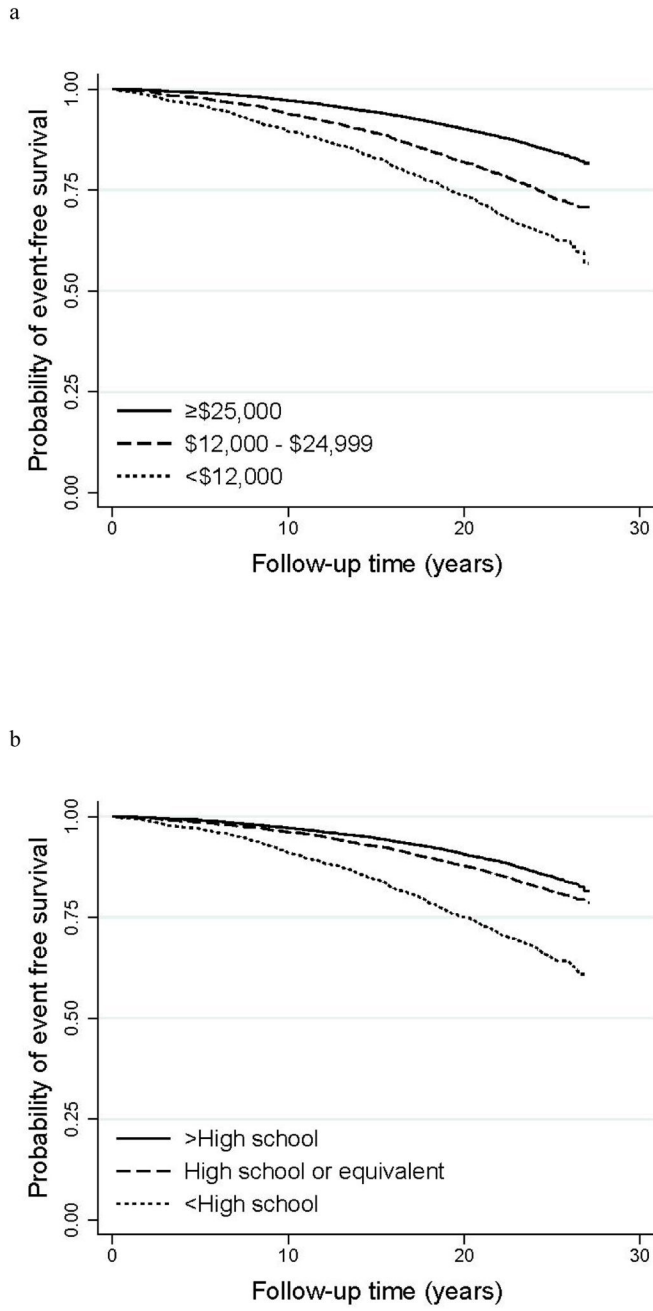 a
Probability of event-free survival
1.00
0.75
0.50
0.25
0.00
≥$25,000
$12,000 - $24,999
<$12,000
0 10 20 30
Follow-up time (years)
b
Probability of event free survival
1.00
0.75
0.50
0.25
0.00
>High school
High school or equivalent
<High school
0 10 20 30
Follow-up time (years)